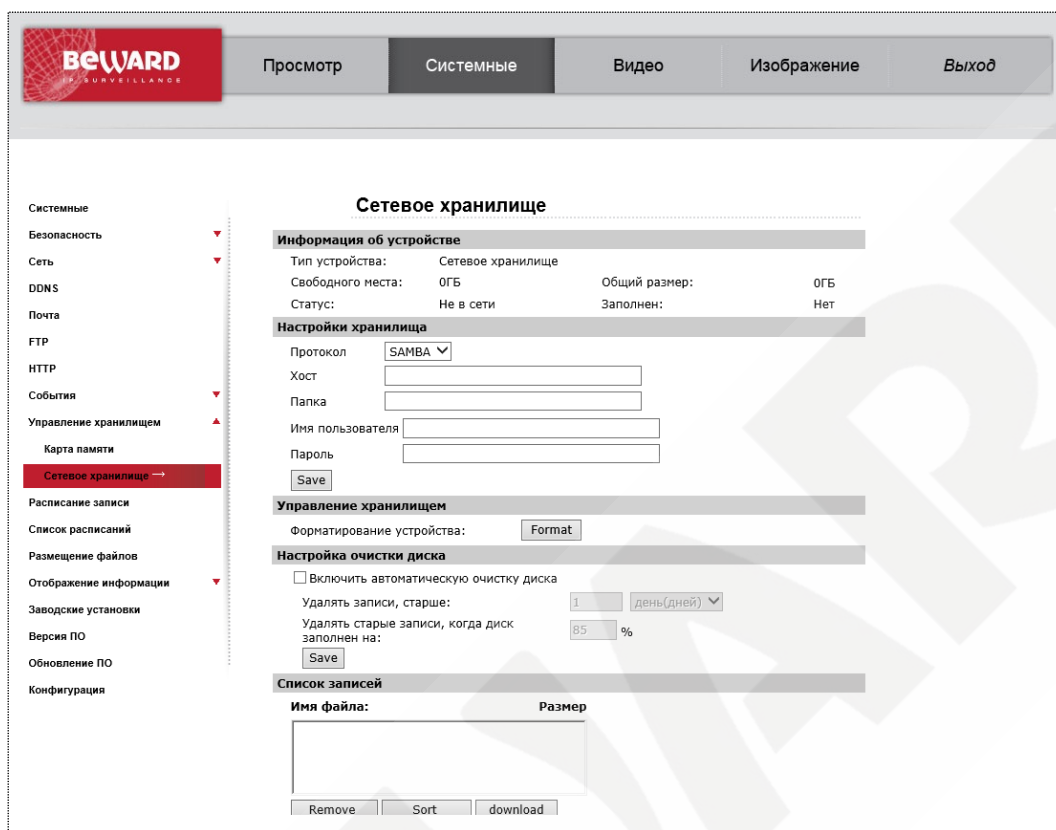 BEWARD
IP SURVEILLANCE
Просмотр
Системные
Видео
Изображение
Выход
Системные
Безопасность
Сеть
DDNS
Почта
FTP
HTTP
События
Управление хранилищем
Карта памяти
Сетевое хранилище →
Расписание записи
Список расписаний
Размещение файлов
Отображение информации
Заводские установки
Версия ПО
Обновление ПО
Конфигурация
Сетевое хранилище
Информация об устройстве
Тип устройства: Сетевое хранилище
Свободного места: 0ГБ Общий размер: 0ГБ
Статус: Не в сети Заполнен: Нет
Настройки хранилища
Протокол SAMBA
Хост
Папка
Имя пользователя
Пароль
Save
Управление хранилищем
Форматирование устройства: Format
Настройка очистки диска
Включить автоматическую очистку диска
Удалять записи, старше: 1 день(дней)
Удалять старые записи, когда диск
заполнен на: 85 %
Save
Список записей
Имя файла: Размер
Remove Sort download